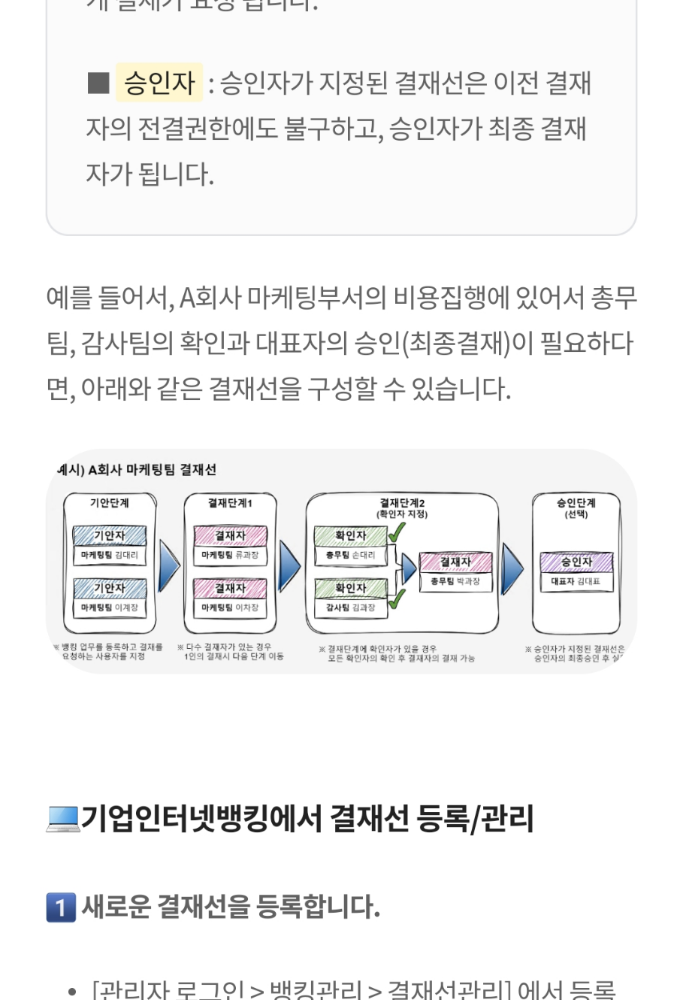 ■ 승인자 : 승인자가 지정된 결재선은 이전 결재
자의 전결권한에도 불구하고, 승인자가 최종 결재
자가 됩니다.
예를 들어서, A회사 마케팅부서의 비용집행에 있어서 총무
팀, 감사팀의 확인과 대표자의 승인(최종결재)이 필요하다
면, 아래와 같은 결재선을 구성할 수 있습니다.
예시) A회사 마케팅팀 결재선
기안단계
기안자
마케팅팀 김대리
기안자
마케팅팀 이계장
※ 뱅킹 업무를 등록하고 결재를
요청하는 사용자를 지정
결재단계1
결재자
마케팅팀 류과장
결재자
마케팅팀 이차장
※ 다수 결재자가 있는 경우
1인의 결재시 다음 단계 이동
결재단계2
(확인자 지정)
확인자
총무팀 손대리
확인자
감사팀 김과장
결재자
총무팀 박과장
※ 결재단계에 확인자가 있을 경우
모든 확인자의 확인 후 결재자의 결재 가능
승인단계
(선택)
승인자
대표자 김대표
※ 승인자가 지정된 결재선은
승인자의 최종승인 후
기업인터넷뱅킹에서 결재선 등록/관리
1 새로운 결재선을 등록합니다.
• [관리자 로그인 > 뱅킹관리 > 결재선관리] 에서 등록